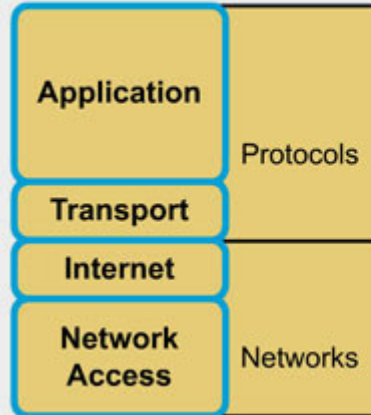 Application
Protocols
Transport
Internet
Network
Access
Networks